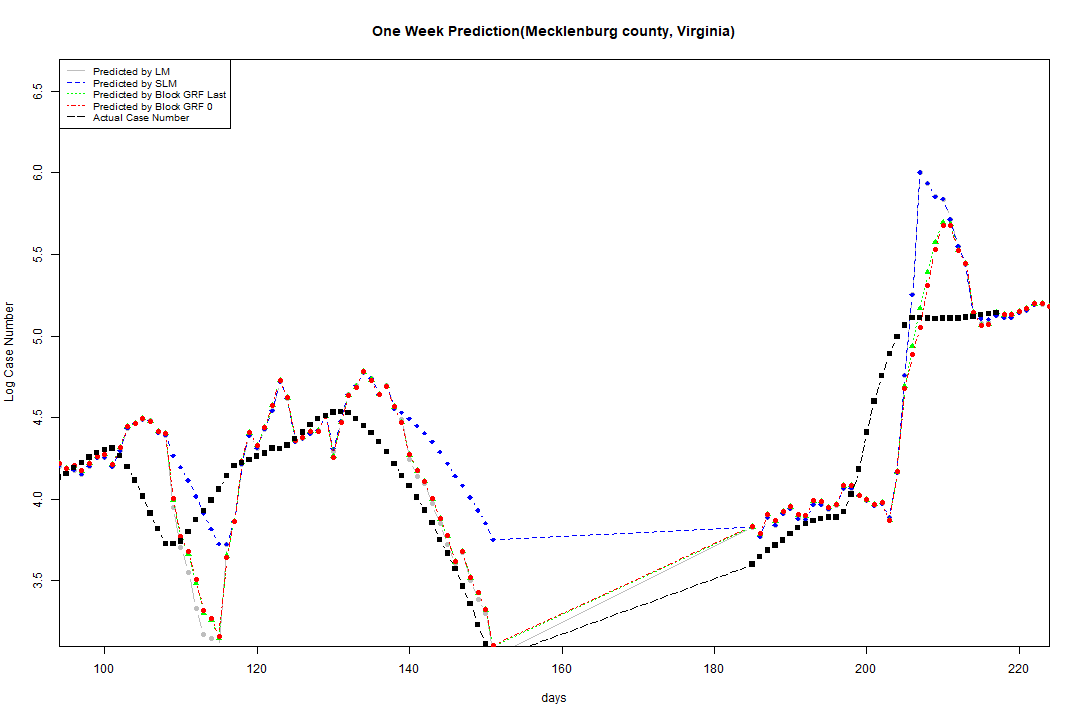 One Week Prediction(Mecklenburg county, Virginia)
Predicted by LM
Predicted by SLM
Predicted by Block GRF Last
Predicted by Block GRF 0
Actual Case Number
6.5
6.0
5.5
5.0
4.5
4.0
3.5
Log Case Number
100 120 140 160 180 200 220
days